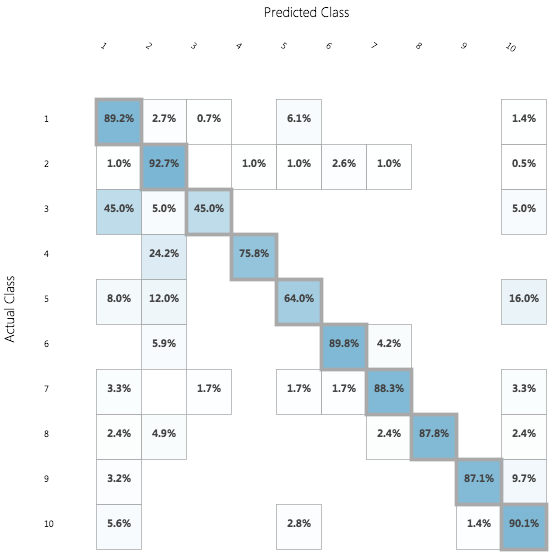 Predicted Class
1 2 3 4 5 6 7 8 9 10
Actual Class
1 89.2% 2.7% 0.7% 6.1% 1.4%
2 1.0% 92.7% 1.0% 1.0% 2.6% 1.0% 0.5%
3 45.0% 5.0% 45.0% 5.0%
4 24.2% 75.8%
5 8.0% 12.0% 64.0% 16.0%
6 5.9% 89.8% 4.2%
7 3.3% 1.7% 1.7% 1.7% 88.3% 3.3%
8 2.4% 4.9% 2.4% 87.8% 2.4%
9 3.2% 87.1% 9.7%
10 5.6% 2.8% 1.4% 90.1%